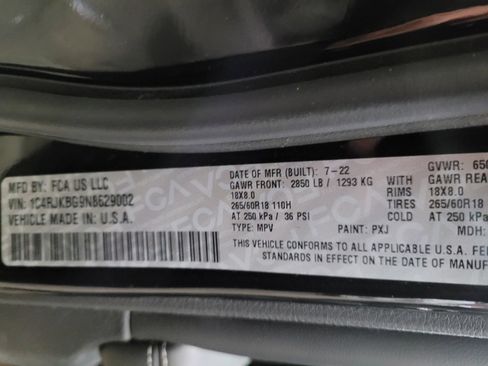 MFD BY: FCA US LLC
VIN: 1C4RJKBG9N8629002
VEHICLE MADE IN U.S.A.
DATE OF MFR (BUILT): 7-22 GVWR: 650
GAWR FRONT: 2850 LB/ 1293 KG WITH GAWR REA
18X8.0 RIMS 18X8.0
265/60R18 110H TIRES 265/60R18
AT 250 kPa/ 36 PSI COLD AT 250 kPa
TYPE: MPV PAINT: PXJ MDH:
THIS VEHICLE CONFORMS TO ALL APPLICABLE U.S.A. FE
STANDARDS IN EFFECT ON THE DATE OF MANUF